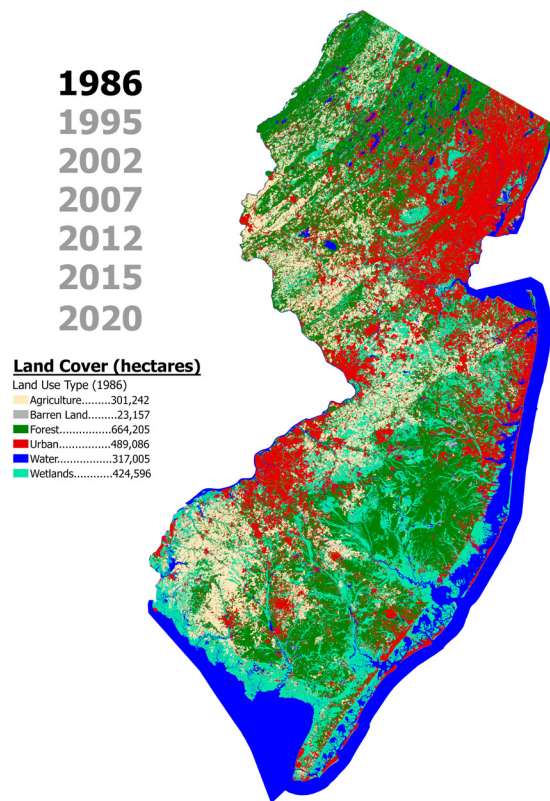 1986
1995
2002
2007
2012
2015
2020
Land Cover (hectares)
Land Use Type (1986)
Agriculture.........301,242
Barren Land.........23,157
Forest................664,205
Urban................489,086
Water.................317,005
Wetlands............424,596